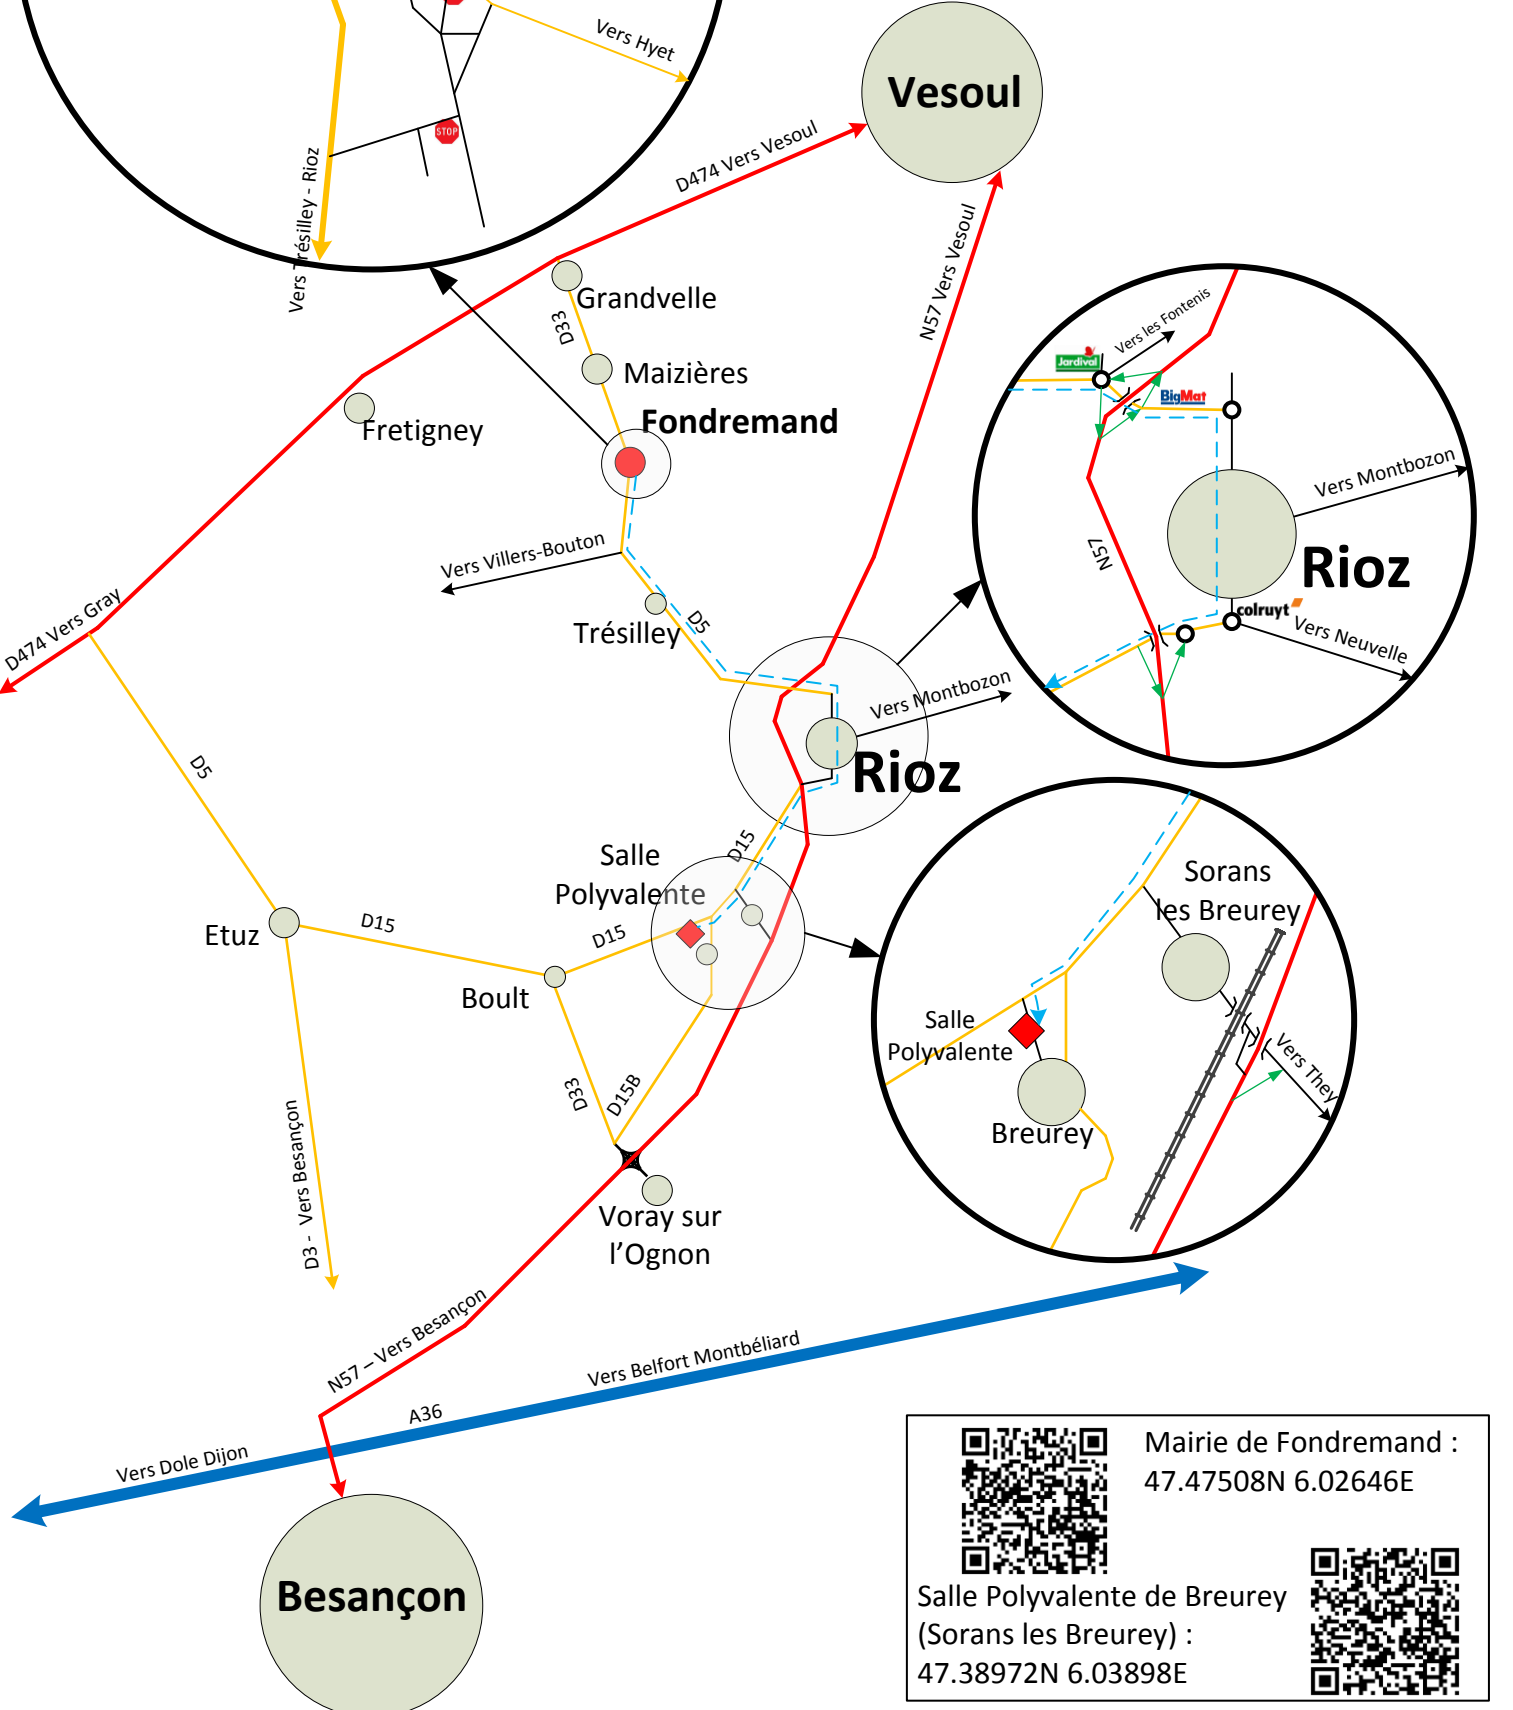 Vers Hyet
STOP
Vesoul
Vers Trésilley - Rioz
D474 Vers Vesoul
N57 Vers Vesoul
Grandvelle
D33
Maizières
Fondremand
Fretigney
Vers Villers-Bouton
D474 Vers Gray
Trésilley
D5
Vers Montbozon
Rioz
Jardival
Vers les Fontenis
BigMat
Vers Montbozon
N57
Rioz
colruyt
Vers Neuvelle
D5
D15
Salle
Polyvalente
Etuz
D15
D15
Boult
D33
D15B
D3 - Vers Besançon
Voray sur
l’Ognon
Sorans
les Breurey
Salle
Polyvalente
Vers They
Breurey
N57 – Vers Besançon
Vers Belfort Montbéliard
A36
Vers Dole Dijon
Besançon
Mairie de Fondremand :
47.47508N 6.02646E
Salle Polyvalente de Breurey
(Sorans les Breurey) :
47.38972N 6.03898E